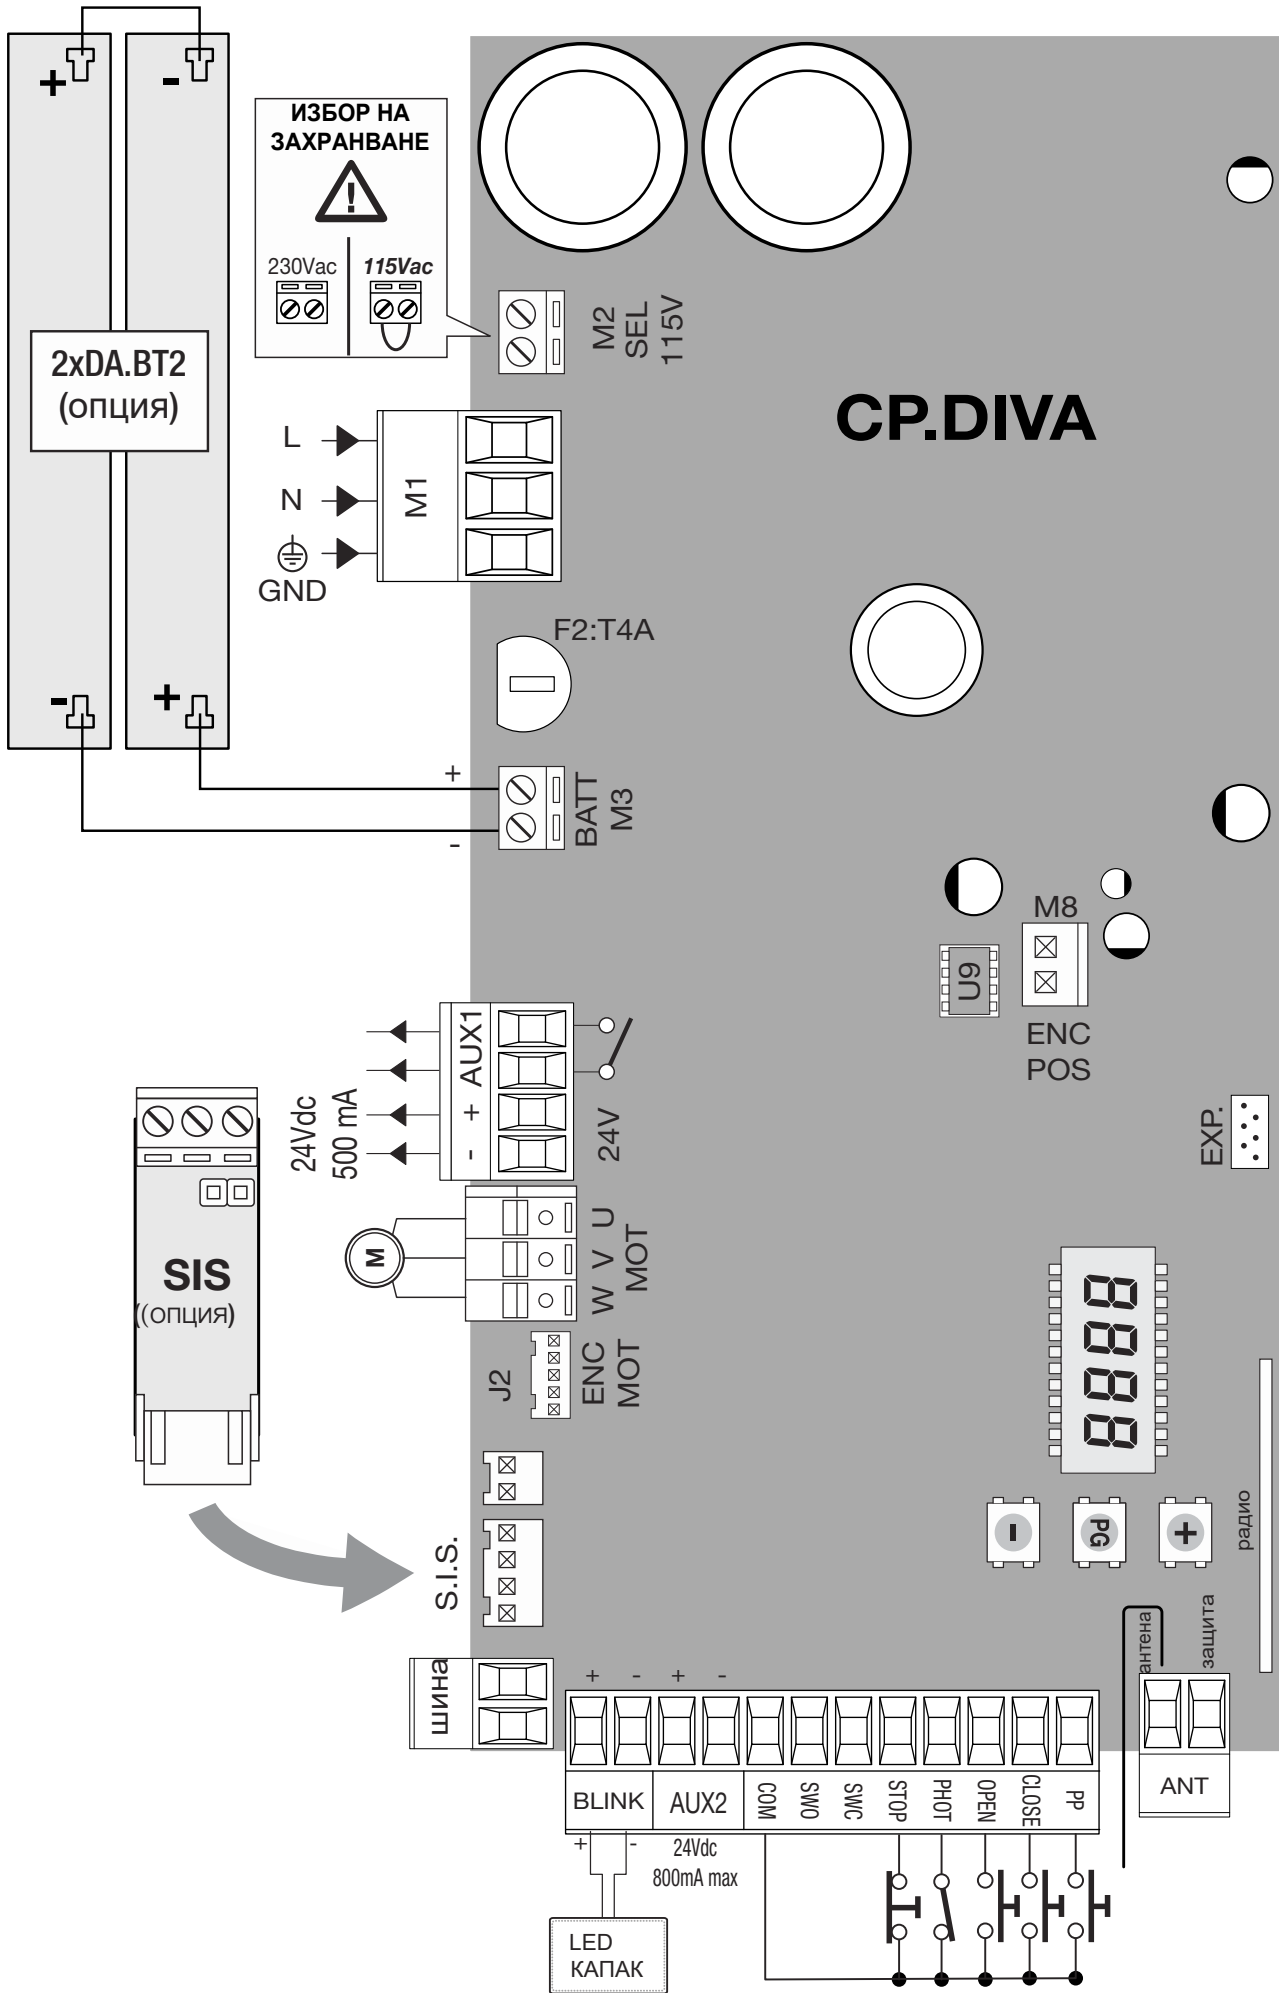 +
-
ИЗБОР НА
ЗАХРАНВАНЕ
!
230Vac
115Vac
2xDA.BT2
(опция)
M2
SEL
115V
CP.DIVA
L
N
GND
M1
F2:T4A
-
+
+
-
BATT
M3
M8
U9
ENC
POS
EXP.
24Vdc
500 mA
AUX1
+
-
24V
SIS
((опция)
M
W V U
MOT
J2
ENC
MOT
8888
-
PG
+
радио
S.I.S.
шина
антена
защита
+ - + -
BLINK
AUX2
COM
SWO
SWC
STOP
PHOT
OPEN
CLOSE
PP
ANT
+ -
24Vdc
800mA max
LED
КАПАК